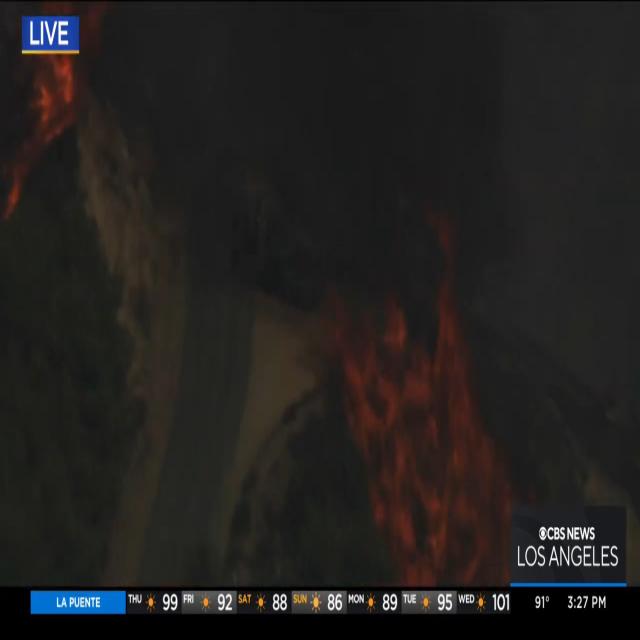 LIVE
CBS NEWS
LOS ANGELES
LA PUENTE THU 99 FRI 92 SAT 88 SUN 86 MON 89 TUE 95 WED 101 91° 3:27 PM